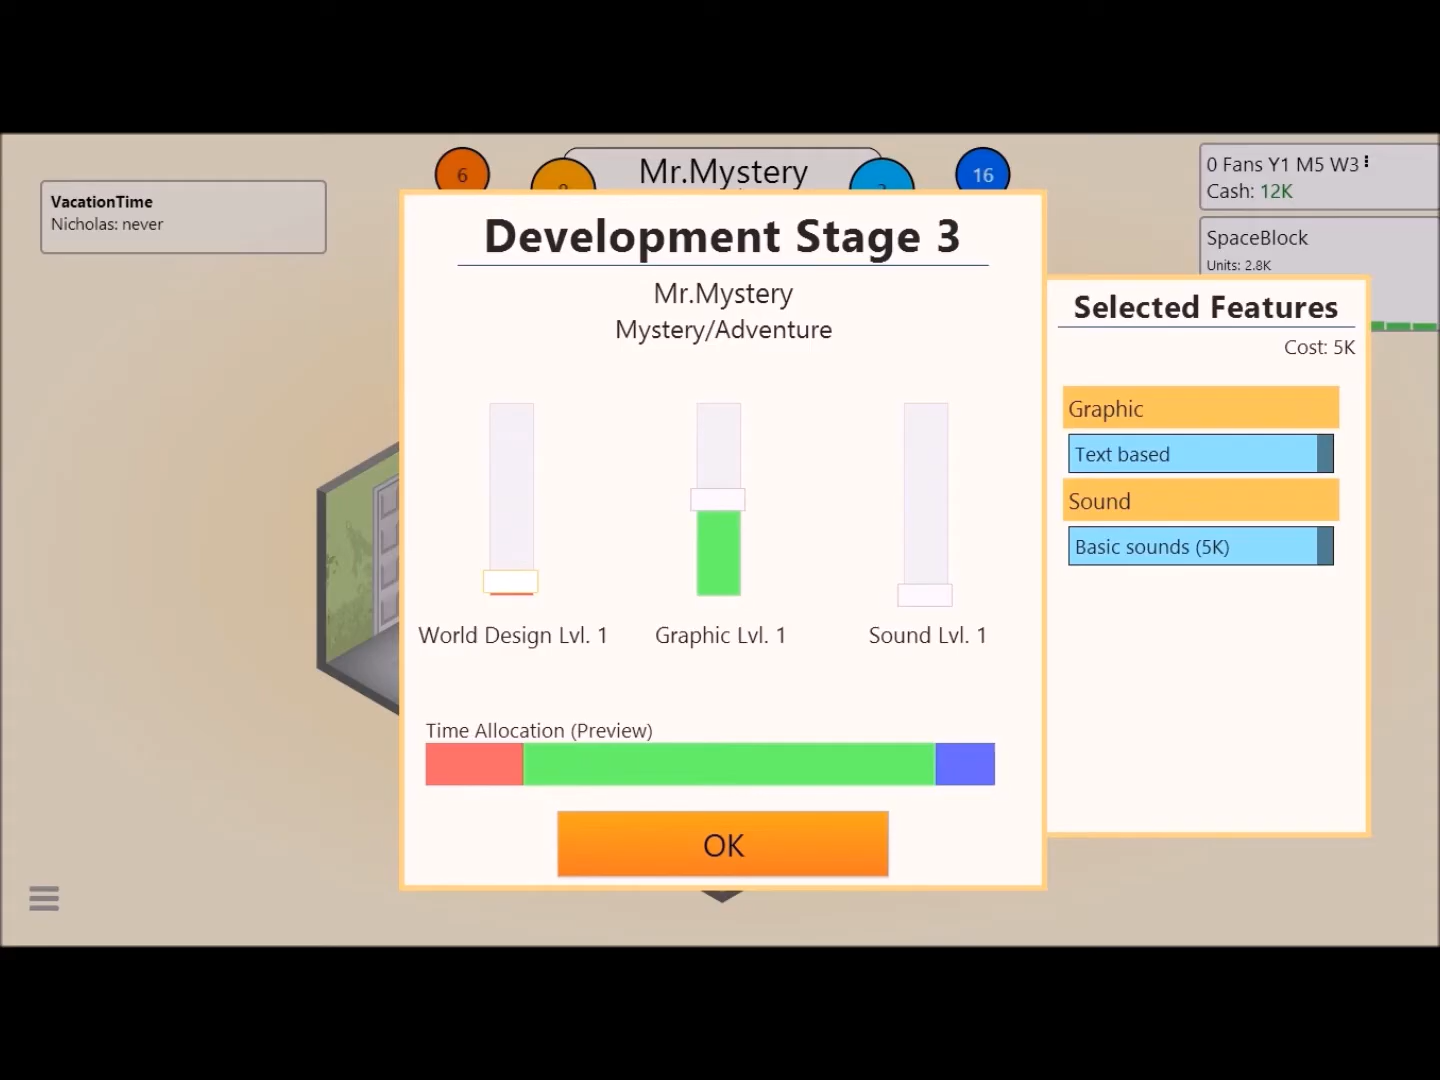 VacationTime
Nicholas: never
6
Mr.Mystery
16
0 Fans Y1 M5 W3
Cash: 12K
SpaceBlock
Units: 2.8K
Development Stage 3
Mr.Mystery
Mystery/Adventure
World Design Lvl. 1
Graphic Lvl. 1
Sound Lvl. 1
Time Allocation (Preview)
OK
Selected Features
Cost: 5K
Graphic
Text based
Sound
Basic sounds (5K)